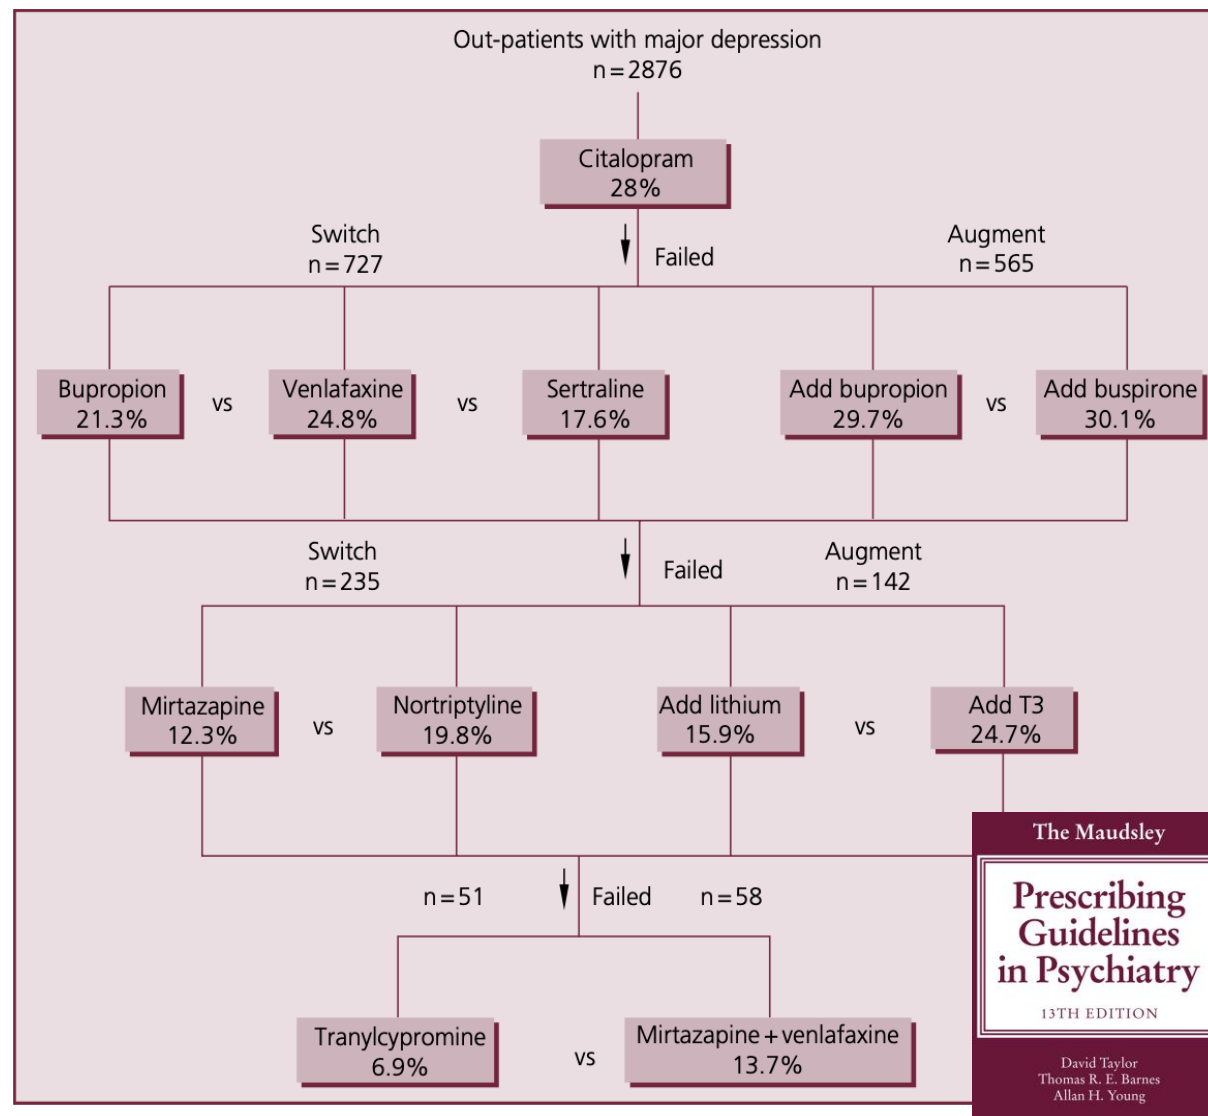 Out-patients with major depression
n=2876
Citalopram
28%
Switch
n=727
Failed
Augment
n=565
Bupropion
21.3%
vs
Venlafaxine
24.8%
vs
Sertraline
17.6%
Add bupropion
29.7%
vs
Add buspirone
30.1%
Switch
n=235
Failed
Augment
n=142
Mirtazapine
12.3%
vs
Nortriptyline
19.8%
Add lithium
15.9%
vs
Add T3
24.7%
n=51
Failed
n=58
Tranylcypromine
6.9%
vs
Mirtazapine+venlafaxine
13.7%
The Maudsley
Prescribing
Guidelines
in Psychiatry
13TH EDITION
David Taylor
Thomas R. E. Barnes
Allan H. Young